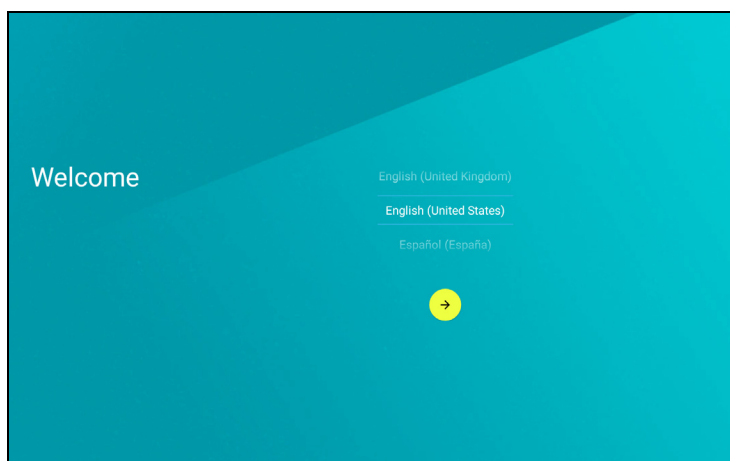 Welcome
English (United Kingdom)
English (United States)
Español (España)